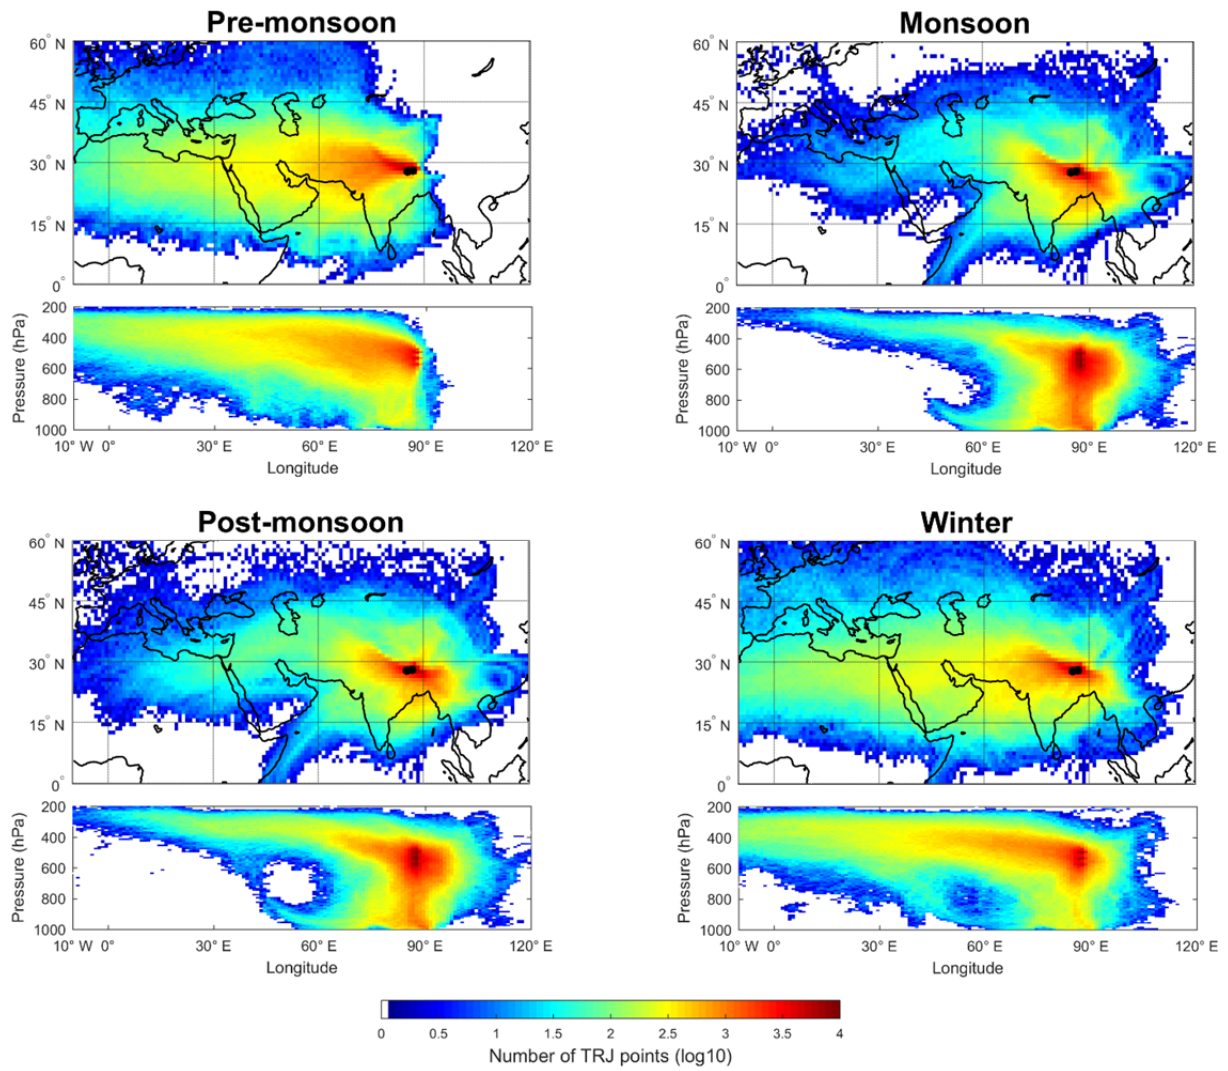 Pre-monsoon
60° N
45° N
30° N
15° N
0°
200
400
600
800
1000
Pressure (hPa)
10° W 0° 30° E 60° E 90° E 120° E
Longitude
Monsoon
60° N
45° N
30° N
15° N
0°
200
400
600
800
1000
Pressure (hPa)
10° W 0° 30° E 60° E 90° E 120° E
Longitude
Post-monsoon
60° N
45° N
30° N
15° N
0°
200
400
600
800
1000
Pressure (hPa)
10° W 0° 30° E 60° E 90° E 120° E
Longitude
Winter
60° N
45° N
30° N
15° N
0°
200
400
600
800
1000
Pressure (hPa)
10° W 0° 30° E 60° E 90° E 120° E
Longitude
0 0.5 1 1.5 2 2.5 3 3.5 4
Number of TRJ points (log10)